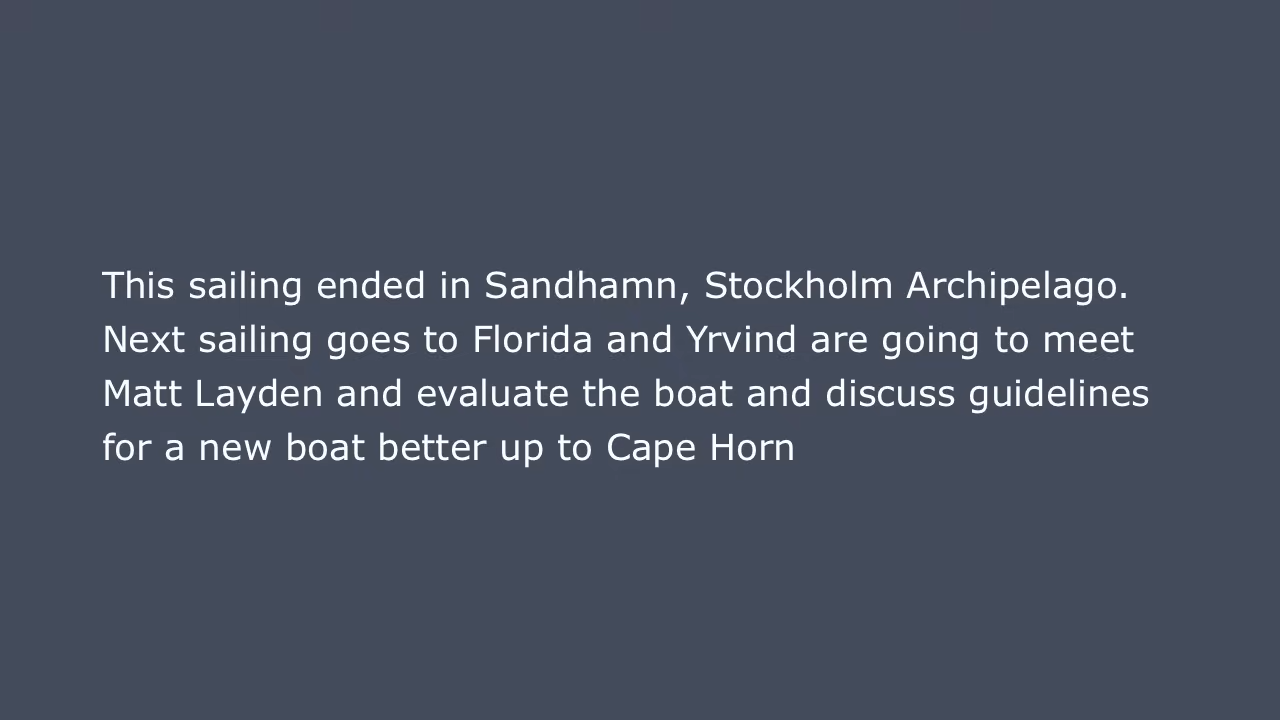 This sailing ended in Sandhamn, Stockholm Archipelago.
Next sailing goes to Florida and Yrvind are going to meet
Matt Layden and evaluate the boat and discuss guidelines
for a new boat better up to Cape Horn